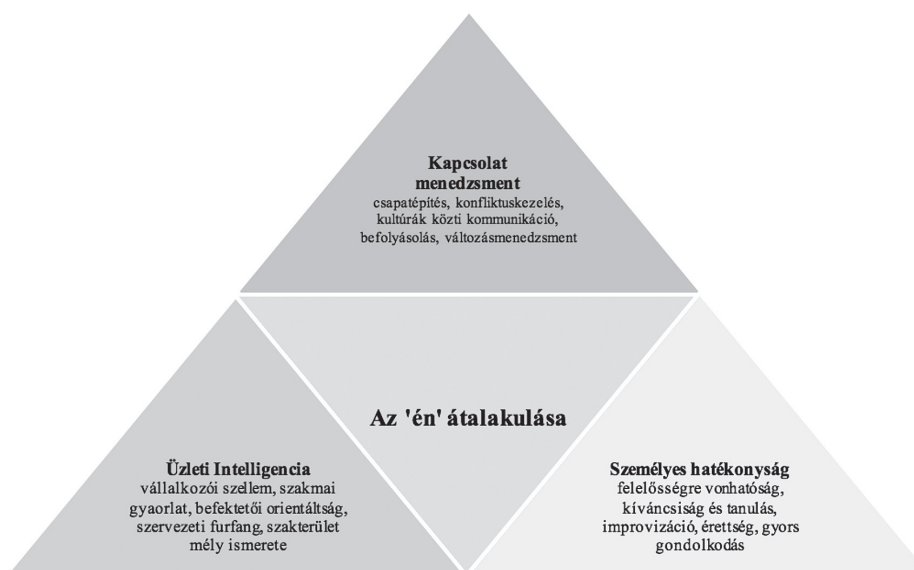 Kapcsolat
menedzsment
csapatépítés, konfliktuskezelés,
kultúrák közti kommunikáció,
befolyásolás, változásmenedzsment
Az 'én' átalakulása
Üzleti Intelligencia
vállalkozói szellem, szakmai
gyaorlat, befektetői orientáltság,
szervezeti furfang, szakterület
mély ismerete
Személyes hatékonyság
felelősségre vonhatóság,
kíváncsiság és tanulás,
improvizáció, érettség, gyors
gondolkodás